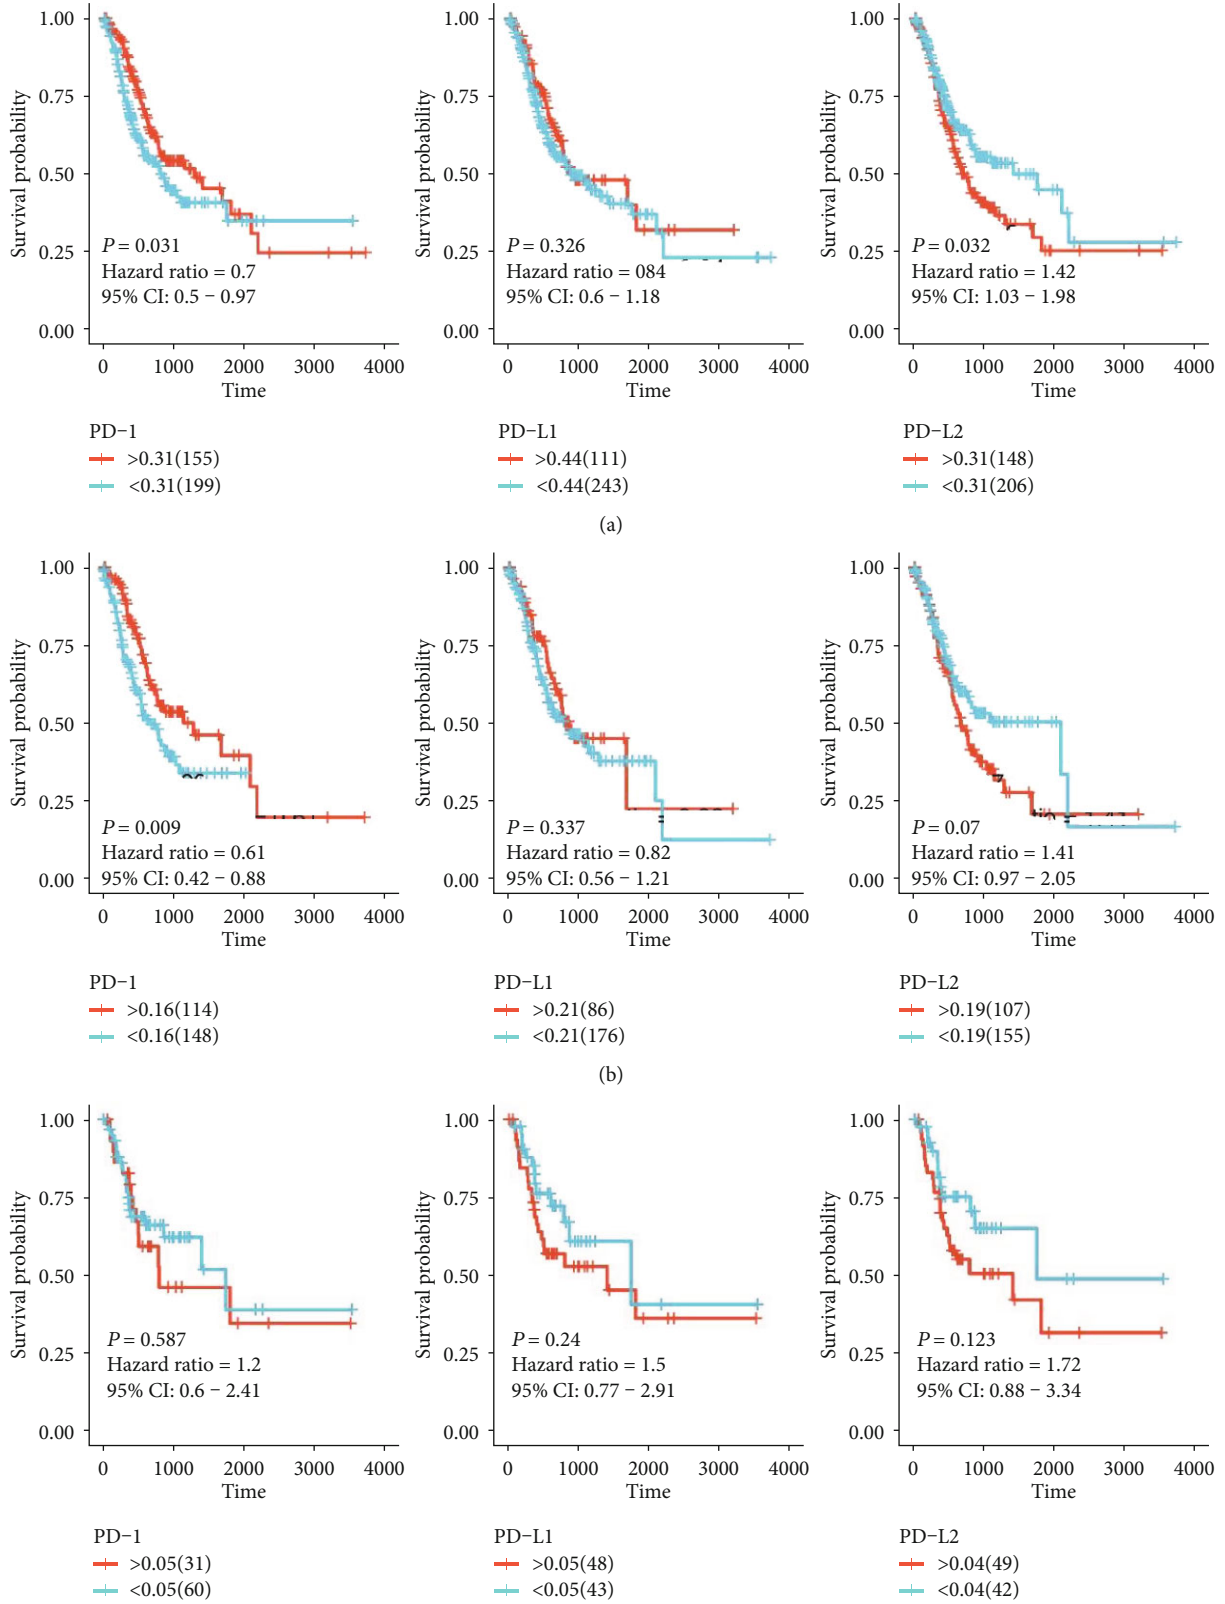 1.00
0.75
0.50
0.25
0.00
Survival probability
P = 0.031
Hazard ratio = 0.7
95% CI: 0.5 − 0.97
0 1000 2000 3000 4000
Time
PD−1
>0.31(155)
<0.31(199)
1.00
0.75
0.50
0.25
0.00
Survival probability
P = 0.326
Hazard ratio = 084
95% CI: 0.6 − 1.18
0 1000 2000 3000 4000
Time
PD−L1
>0.44(111)
<0.44(243)
1.00
0.75
0.50
0.25
0.00
Survival probability
P = 0.032
Hazard ratio = 1.42
95% CI: 1.03 − 1.98
0 1000 2000 3000 4000
Time
PD−L2
>0.31(148)
<0.31(206)
(a)
1.00
0.75
0.50
0.25
0.00
Survival probability
P = 0.009
Hazard ratio = 0.61
95% CI: 0.42 − 0.88
0 1000 2000 3000 4000
Time
PD−1
>0.16(114)
<0.16(148)
1.00
0.75
0.50
0.25
0.00
Survival probability
P = 0.337
Hazard ratio = 0.82
95% CI: 0.56 − 1.21
0 1000 2000 3000 4000
Time
PD−L1
>0.21(86)
<0.21(176)
1.00
0.75
0.50
0.25
0.00
Survival probability
P = 0.07
Hazard ratio = 1.41
95% CI: 0.97 − 2.05
0 1000 2000 3000 4000
Time
PD−L2
>0.19(107)
<0.19(155)
(b)
1.00
0.75
0.50
0.25
0.00
Survival probability
P = 0.587
Hazard ratio = 1.2
95% CI: 0.6 − 2.41
0 1000 2000 3000 4000
Time
PD−1
>0.05(31)
<0.05(60)
1.00
0.75
0.50
0.25
0.00
Survival probability
P = 0.24
Hazard ratio = 1.5
95% CI: 0.77 − 2.91
0 1000 2000 3000 4000
Time
PD−L1
>0.05(48)
<0.05(43)
1.00
0.75
0.50
0.25
0.00
Survival probability
P = 0.123
Hazard ratio = 1.72
95% CI: 0.88 − 3.34
0 1000 2000 3000 4000
Time
PD−L2
>0.04(49)
<0.04(42)